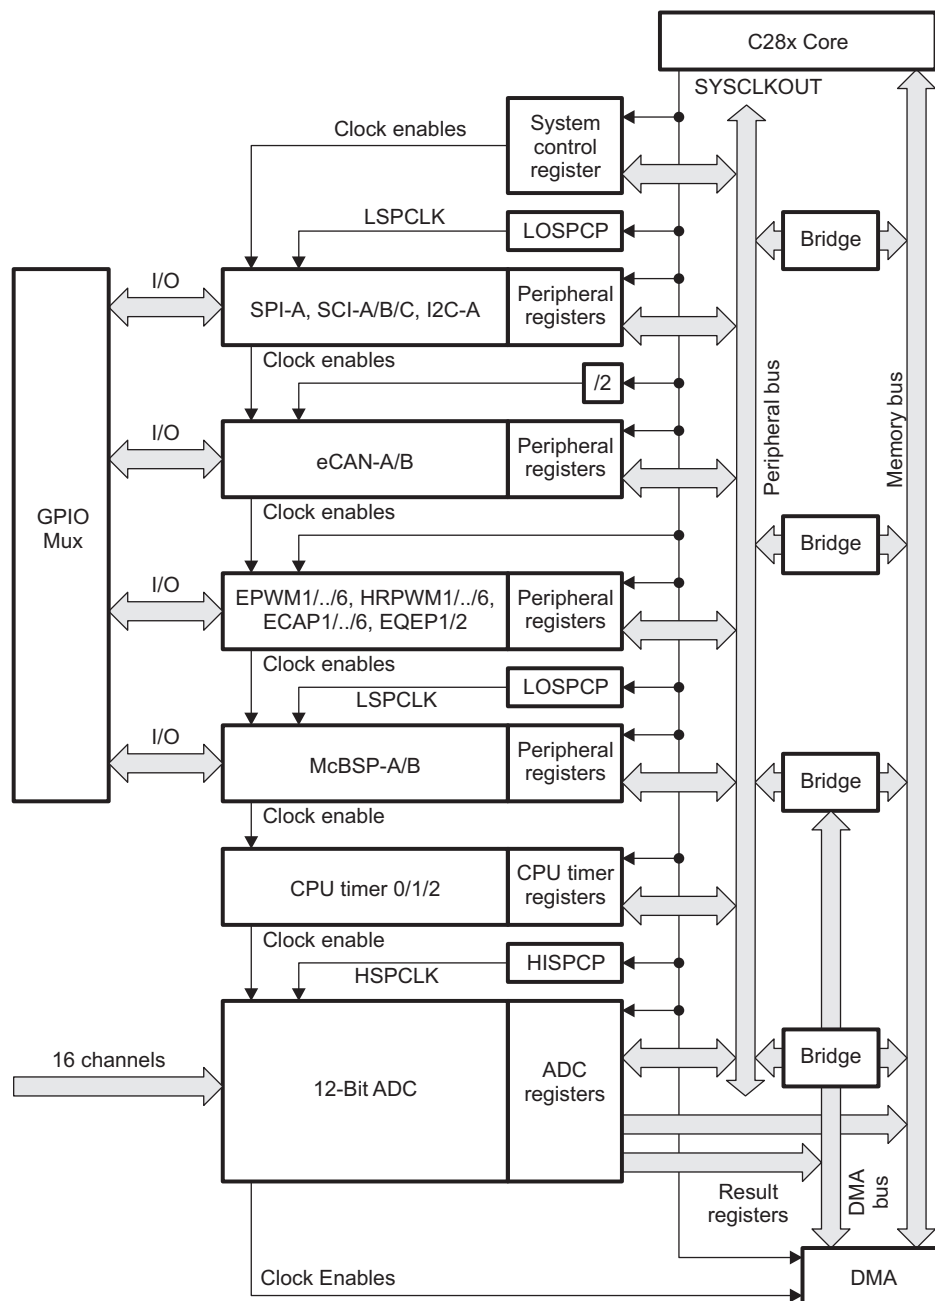 C28x Core
SYSCLKOUT
Clock enables
System
control
register
LSPCLK
LOSPCP
Bridge
I/O
SPI-A, SCI-A/B/C, I2C-A
Peripheral
registers
Clock enables
/2
Peripheral bus
Memory bus
I/O
eCAN-A/B
Peripheral
registers
GPIO
Mux
Clock enables
Bridge
I/O
EPWM1/../6, HRPWM1/../6,
ECAP1/../6, EQEP1/2
Peripheral
registers
Clock enables
LSPCLK
LOSPCP
I/O
McBSP-A/B
Peripheral
registers
Bridge
Clock enable
CPU timer 0/1/2
CPU timer
registers
Clock enable
HSPCLK
HISPCP
16 channels
12-Bit ADC
ADC
registers
Bridge
Result
registers
DMA
bus
Clock Enables
DMA